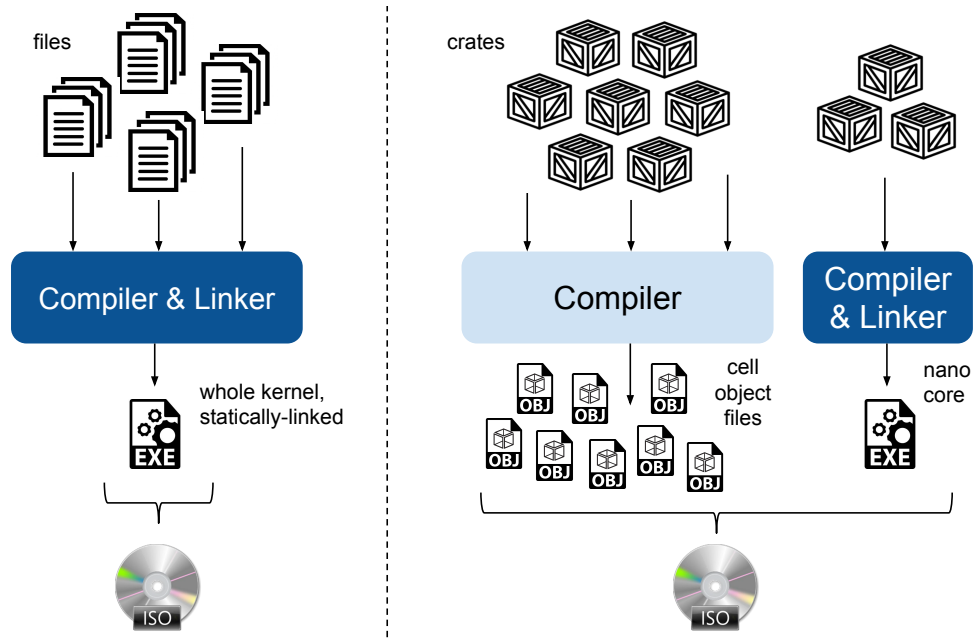 files
Compiler & Linker
whole kernel,
statically-linked
EXE
ISO
crates
Compiler
Compiler
& Linker
cell
object
files
OBJ
OBJ
OBJ
OBJ
OBJ
OBJ
OBJ
OBJ
nano
core
EXE
ISO